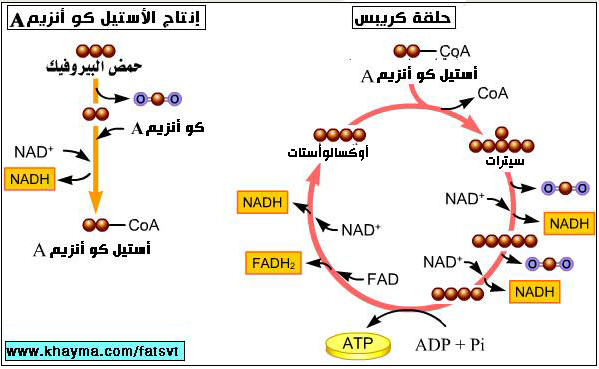 إنتاج الأستيل كو أنزيم A
حمض البيروفيك
O O
كو أنزيم A
NAD⁺
NADH
CoA
أستيل كو أنزيم A
حلقة كريبس
CoA
أستيل كو أنزيم A
CoA
أوكسالوأستات
سيترات
O O
NAD⁺
NADH
O O
NAD⁺
NADH
NADH
NAD⁺
FADH₂
FAD
ATP
ADP + Pi
www.khayma.com/fatsvt